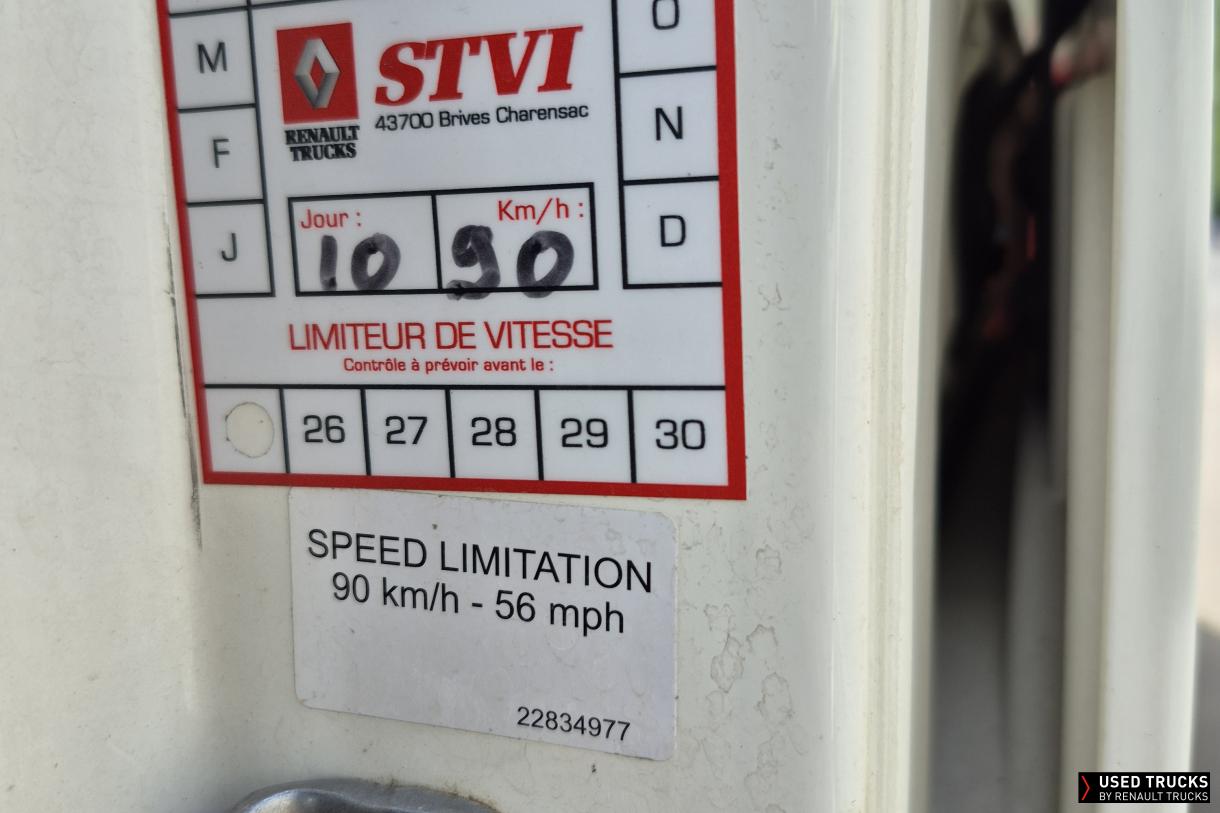 M
F
J
STVI
43700 Brives Charensac
RENAULT
TRUCKS
O
N
D
Jour : Km/h :
10 90
LIMITEUR DE VITESSE
Contrôle à prévoir avant le :
26 27 28 29 30
SPEED LIMITATION
90 km/h - 56 mph
22834977
USED TRUCKS
BY RENAULT TRUCKS